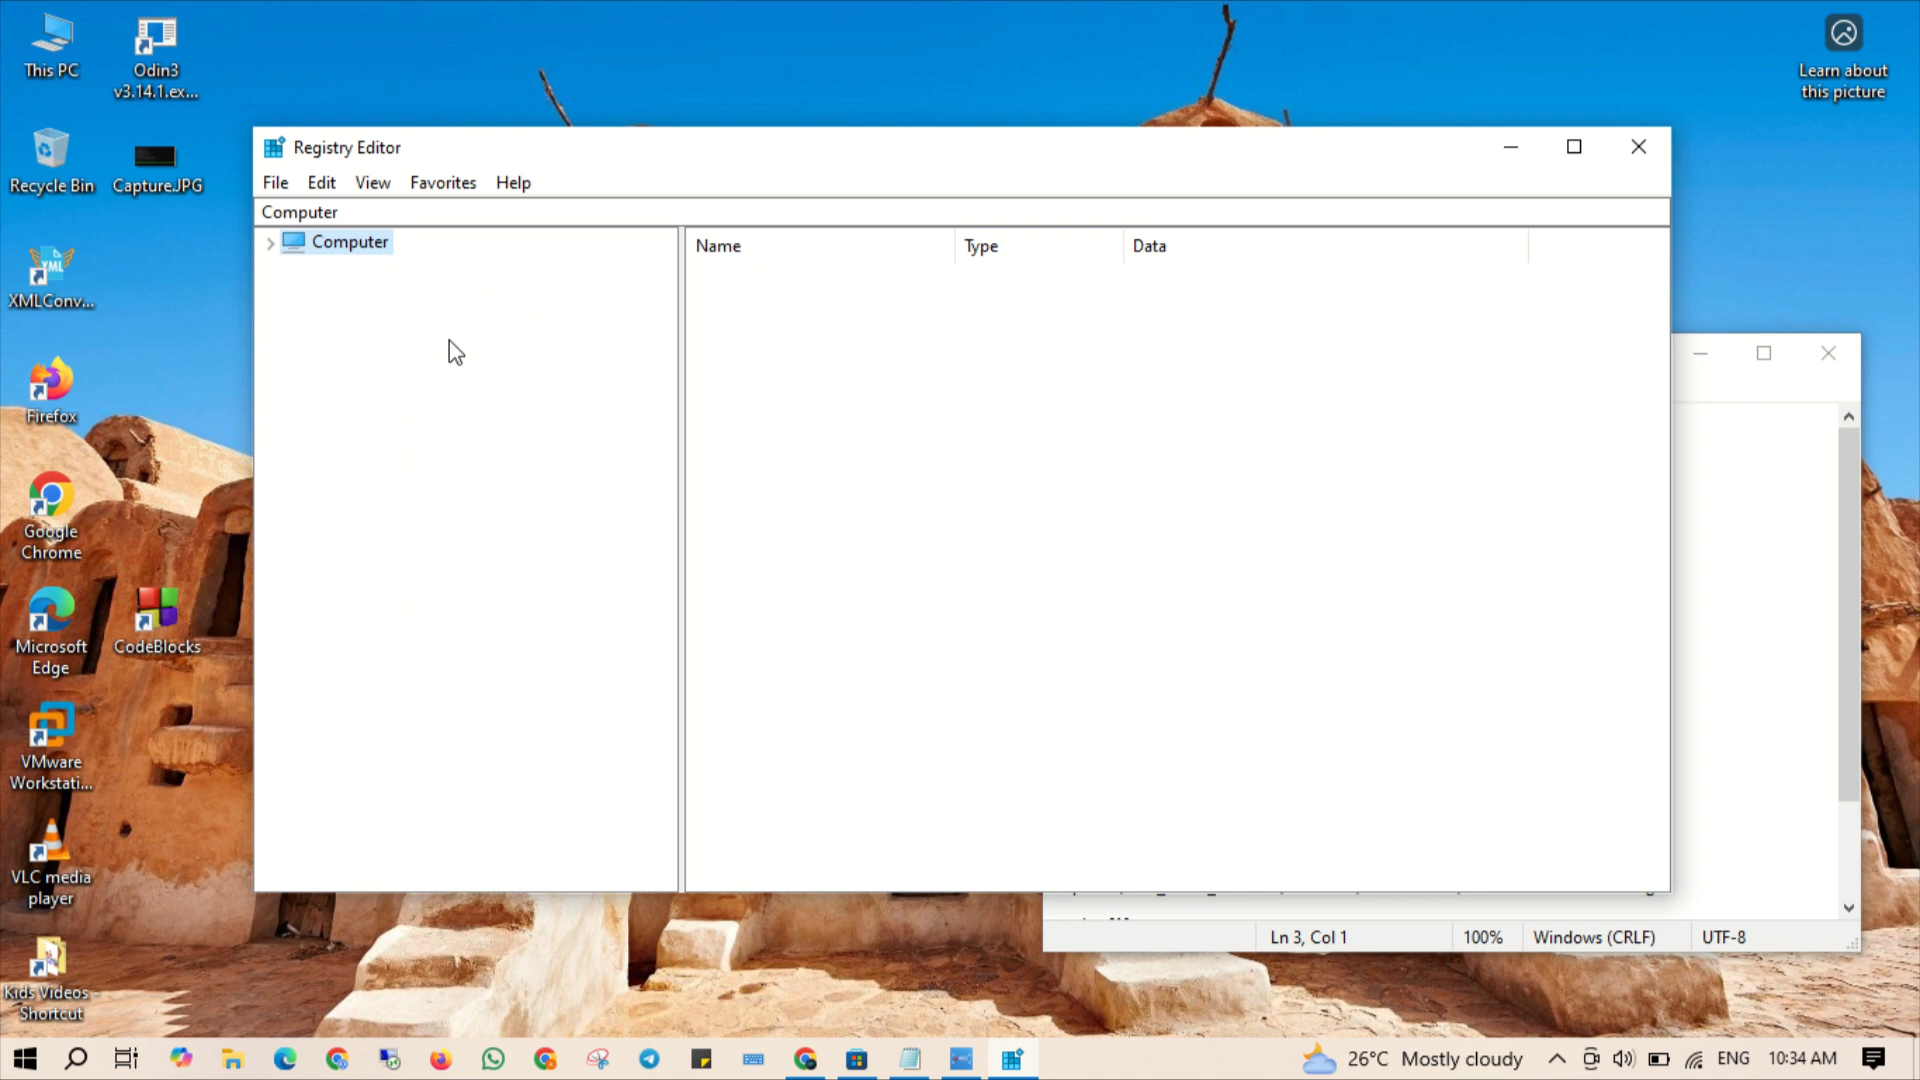 This PC
Odin3
v3.14.1.ex...
Learn about
this picture
Recycle Bin
Capture.JPG
XMLConv...
Firefox
Google
Chrome
Microsoft
Edge
CodeBlocks
VMware
Workstati...
VLC media
player
Kids Videos -
Shortcut
Registry Editor
File Edit View Favorites Help
Computer
Computer
Name Type Data
Ln 3, Col 1 100% Windows (CRLF) UTF-8
26°C Mostly cloudy ENG 10:34 AM